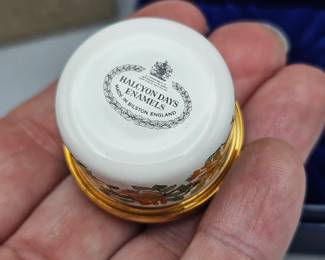 HALCYON DAYS
ENAMELS
MADE IN BILSTON, ENGLAND